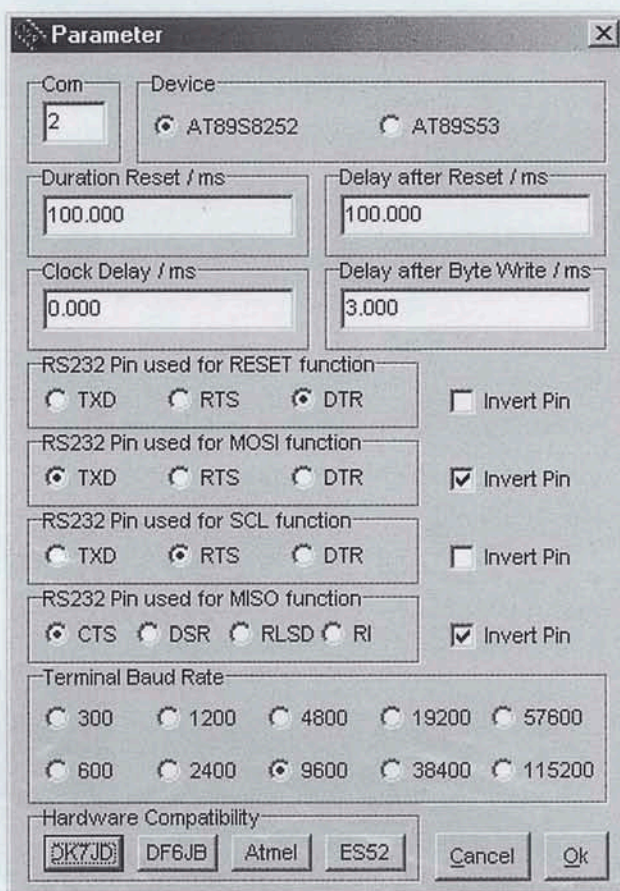 Parameter
Com
Device
2
AT89S8252
AT89S53
Duration Reset / ms
Delay after Reset / ms
100.000
100.000
Clock Delay / ms
Delay after Byte Write / ms
0.000
3.000
RS232 Pin used for RESET function
TXD RTS DTR Invert Pin
RS232 Pin used for MOSI function
TXD RTS DTR Invert Pin
RS232 Pin used for SCL function
TXD RTS DTR Invert Pin
RS232 Pin used for MISO function
CTS DSR RLSD RI Invert Pin
Terminal Baud Rate
300 1200 4800 19200 57600
600 2400 9600 38400 115200
Hardware Compatibility
DK7JD DF6JB Atmel ES52 Cancel Ok